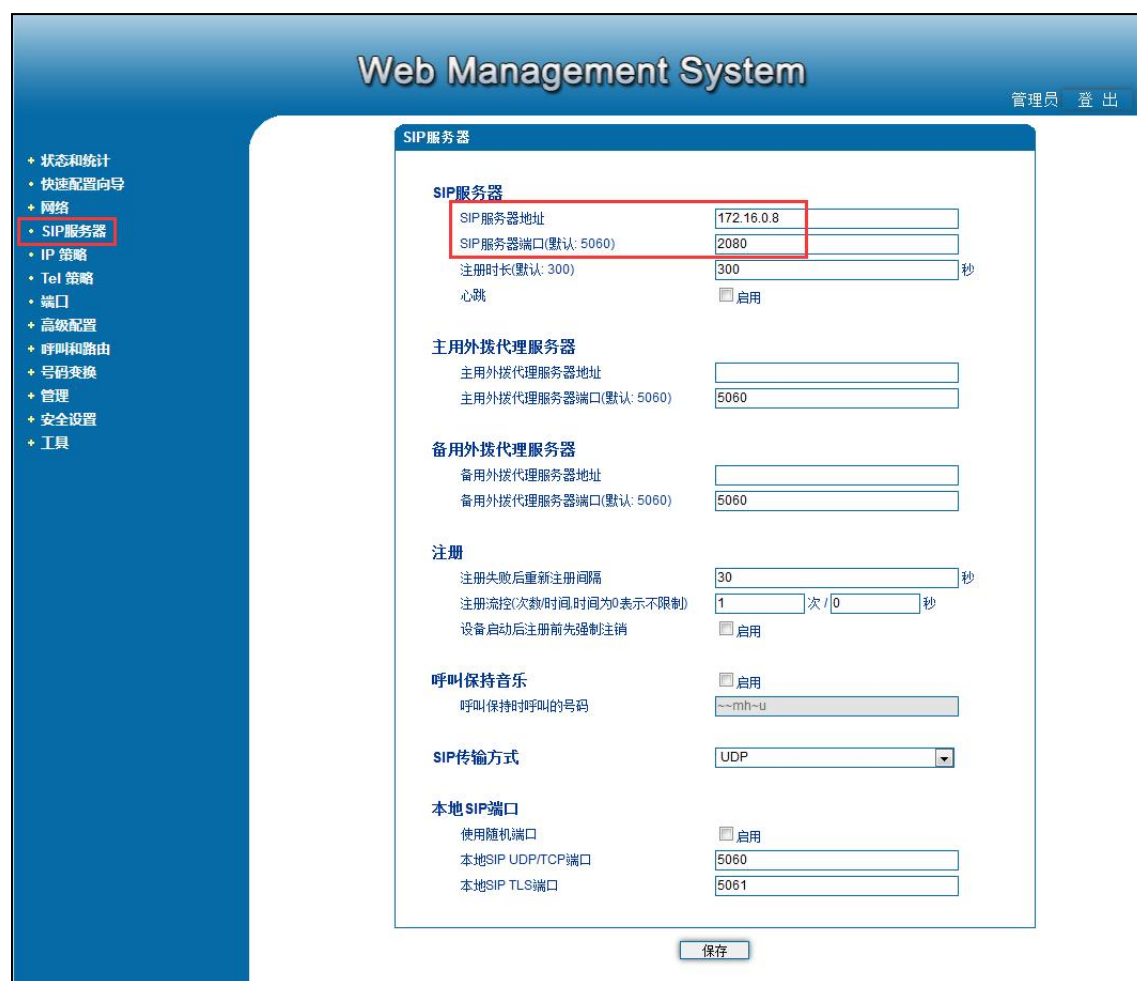 Web Management System
管理员 登 出
+ 状态和统计
• 快速配置向导
+ 网络
• SIP服务器
• IP 策略
• Tel 策略
• 端口
+ 高级配置
+ 呼叫和路由
+ 号码变换
+ 管理
+ 安全设置
+ 工具
SIP服务器
SIP服务器
SIP服务器地址 172.16.0.8
SIP服务器端口(默认: 5060) 2080
注册时长(默认: 300) 300 秒
心跳 启用
主用外拨代理服务器
主用外拨代理服务器地址
主用外拨代理服务器端口(默认: 5060) 5060
备用外拨代理服务器
备用外拨代理服务器地址
备用外拨代理服务器端口(默认: 5060) 5060
注册
注册失败后重新注册间隔 30 秒
注册流控(次数/时间,时间为0表示不限制) 1 次 / 0 秒
设备启动后注册前先强制注销 启用
呼叫保持音乐 启用
呼叫保持时呼叫的号码 ~~mh~u
SIP传输方式 UDP
本地SIP端口
使用随机端口 启用
本地SIP UDP/TCP端口 5060
本地SIP TLS端口 5061
保存